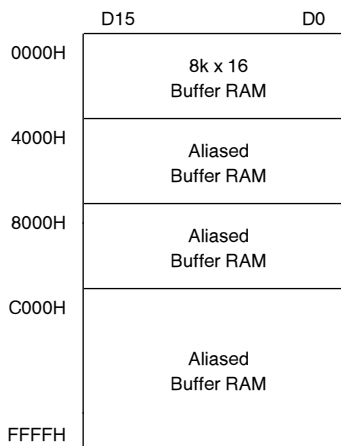 D15 D0
0000H
8k x 16
Buffer RAM
4000H
Aliased
Buffer RAM
8000H
Aliased
Buffer RAM
C000H
Aliased
Buffer RAM
FFFFH